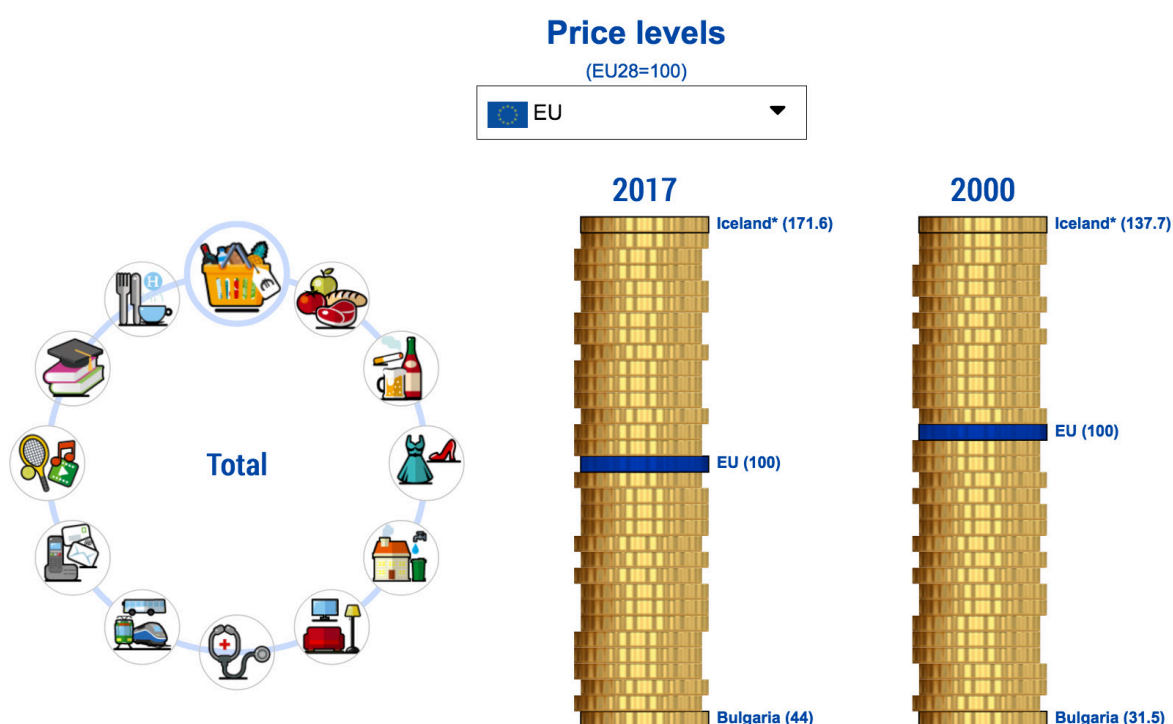 Price levels
(EU28=100)
EU
2017
2000
Iceland* (171.6)
Iceland* (137.7)
H
EU (100)
Total
EU (100)
Bulgaria (44)
Bulgaria (31.5)